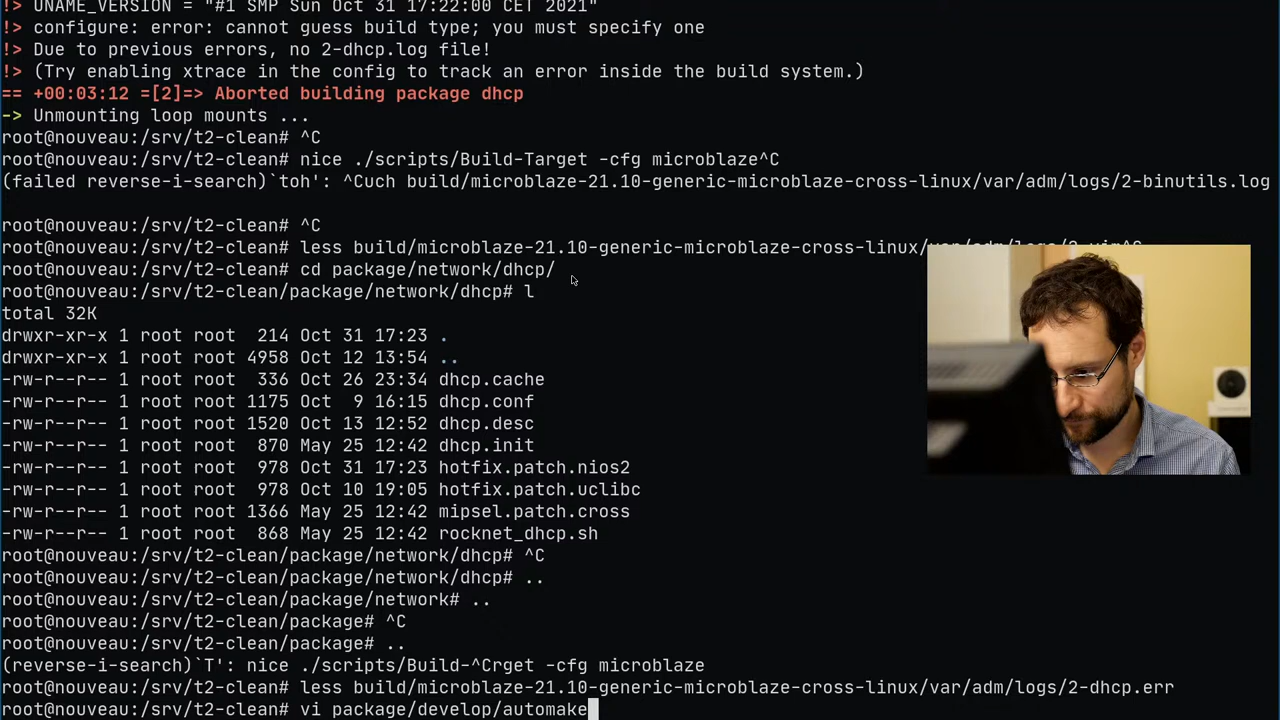 !> UNAME_VERSION = "#1 SMP Sun Oct 31 17:22:00 CET 2021"
!> configure: error: cannot guess build type; you must specify one
!> Due to previous errors, no 2-dhcp.log file!
!> (Try enabling xtrace in the config to track an error inside the build system.)
== +00:03:12 =[2]=> Aborted building package dhcp
-> Unmounting loop mounts ...
root@nouveau:/srv/t2-clean# ^C
root@nouveau:/srv/t2-clean# nice ./scripts/Build-Target -cfg microblaze^C
(failed reverse-i-search)`toh': ^Cuch build/microblaze-21.10-generic-microblaze-cross-linux/var/adm/logs/2-binutils.log
root@nouveau:/srv/t2-clean# ^C
root@nouveau:/srv/t2-clean# less build/microblaze-21.10-generic-microblaze-cross-linux/var/adm/logs/2-vim^C
root@nouveau:/srv/t2-clean# cd package/network/dhcp/
root@nouveau:/srv/t2-clean/package/network/dhcp# l
total 32K
drwxr-xr-x 1 root root  214 Oct 31 17:23 .
drwxr-xr-x 1 root root 4958 Oct 12 13:54 ..
-rw-r--r-- 1 root root  336 Oct 26 23:34 dhcp.cache
-rw-r--r-- 1 root root 1175 Oct  9 16:15 dhcp.conf
-rw-r--r-- 1 root root 1520 Oct 13 12:52 dhcp.desc
-rw-r--r-- 1 root root  870 May 25 12:42 dhcp.init
-rw-r--r-- 1 root root  978 Oct 31 17:23 hotfix.patch.nios2
-rw-r--r-- 1 root root  978 Oct 10 19:05 hotfix.patch.uclibc
-rw-r--r-- 1 root root 1366 May 25 12:42 mipsel.patch.cross
-rw-r--r-- 1 root root  868 May 25 12:42 rocknet_dhcp.sh
root@nouveau:/srv/t2-clean/package/network/dhcp# ^C
root@nouveau:/srv/t2-clean/package/network/dhcp# ..
root@nouveau:/srv/t2-clean/package/network# ..
root@nouveau:/srv/t2-clean/package# ^C
root@nouveau:/srv/t2-clean/package# ..
(reverse-i-search)`T': nice ./scripts/Build-^Crget -cfg microblaze
root@nouveau:/srv/t2-clean# less build/microblaze-21.10-generic-microblaze-cross-linux/var/adm/logs/2-dhcp.err
root@nouveau:/srv/t2-clean# vi package/develop/automake